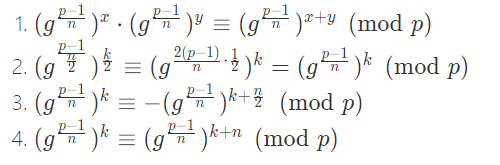 1. $(g^{\frac{p-1}{n}})^x \cdot (g^{\frac{p-1}{n}})^y \equiv (g^{\frac{p-1}{n}})^{x+y} \pmod p$
2. $(g^{\frac{p-1}{\frac{n}{2}}})^{\frac{k}{2}} \equiv (g^{\frac{2(p-1)}{n} \cdot \frac{1}{2}})^k = (g^{\frac{p-1}{n}})^k \pmod p$
3. $(g^{\frac{p-1}{n}})^k \equiv -(g^{\frac{p-1}{n}})^{k+\frac{n}{2}} \pmod p$
4. $(g^{\frac{p-1}{n}})^k \equiv (g^{\frac{p-1}{n}})^{k+n} \pmod p$